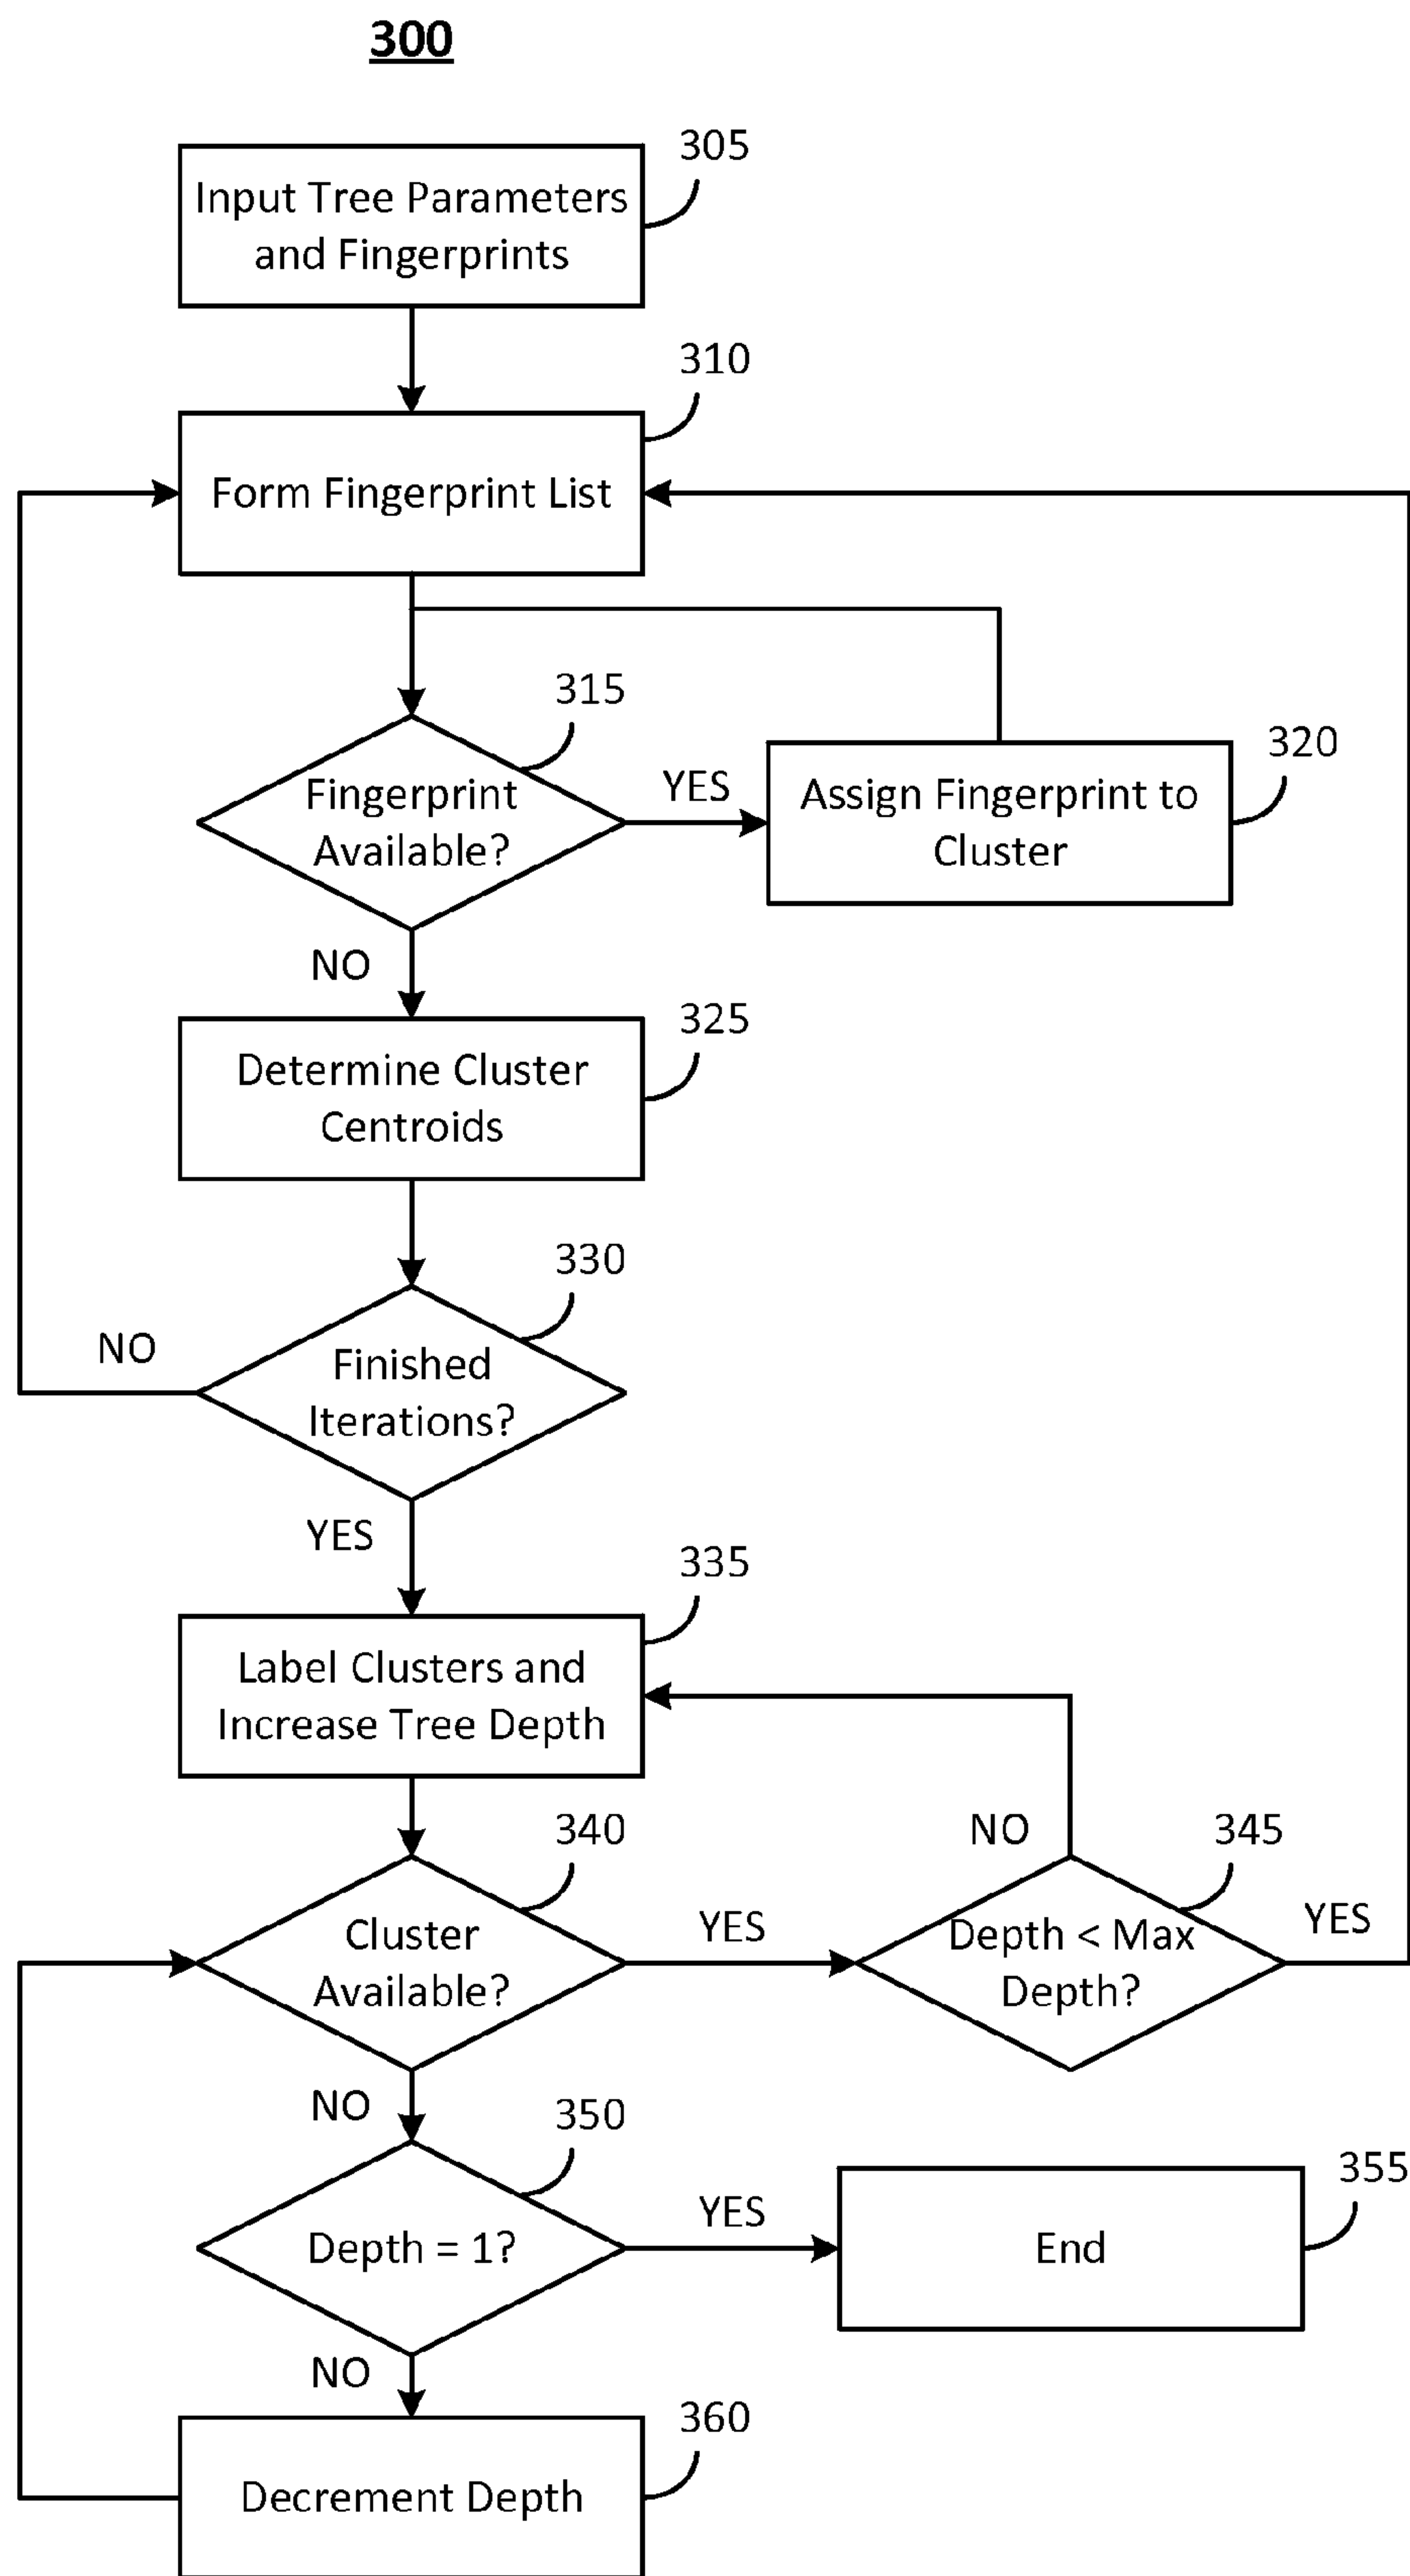 300
305
Input Tree Parameters
and Fingerprints
310
Form Fingerprint List
315
Fingerprint
Available?
YES
320
Assign Fingerprint to
Cluster
NO
325
Determine Cluster
Centroids
330
NO
Finished
Iterations?
YES
335
Label Clusters and
Increase Tree Depth
340
NO
345
Cluster
Available?
YES
Depth < Max
Depth?
YES
NO
350
Depth = 1?
YES
355
End
NO
360
Decrement Depth